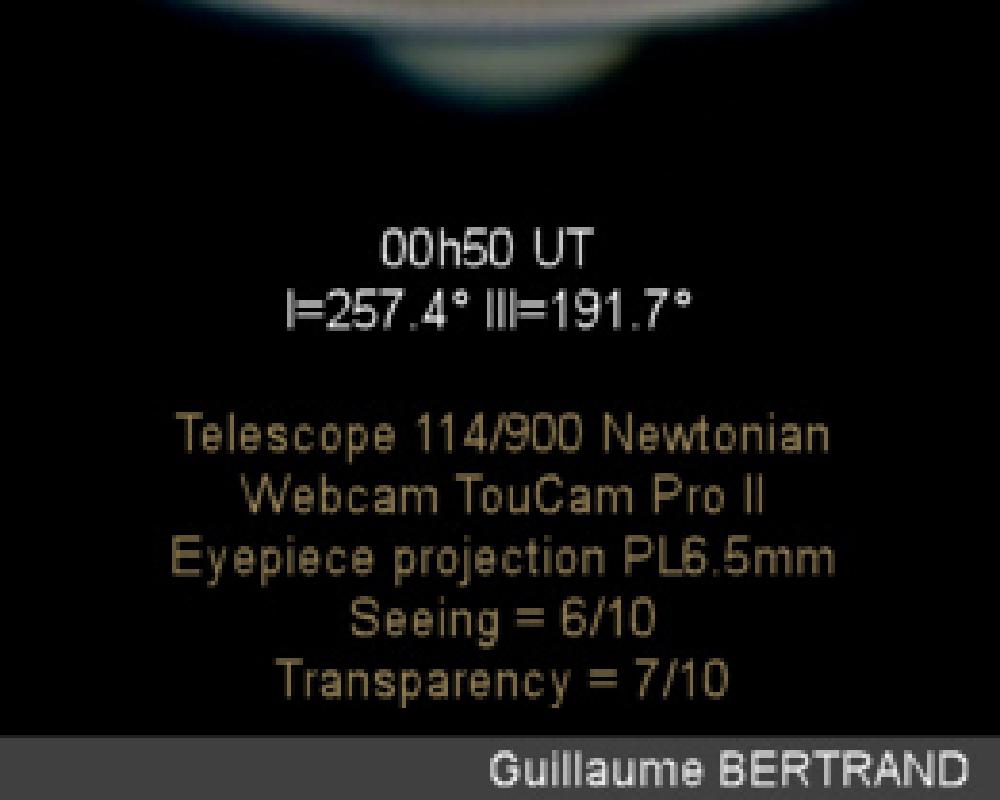 00h50 UT
I=257.4° III=191.7°
Telescope 114/900 Newtonian
Webcam TouCam Pro II
Eyepiece projection PL6.5mm
Seeing = 6/10
Transparency = 7/10
Guillaume BERTRAND